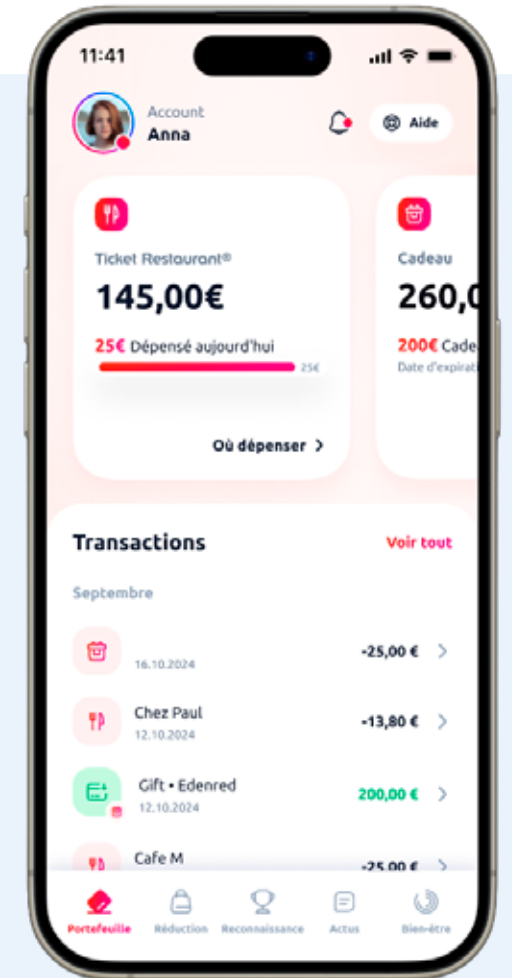 11:41
Account
Anna
Aide
Ticket Restaurant®
145,00€
25€ Dépensé aujourd'hui
25€
Où dépenser
Cadeau
260,0
200€ Cade
Date d'expirati
Transactions
Voir tout
Septembre
16.10.2024
-25,00 €
Chez Paul
12.10.2024
-13,80 €
Gift • Edenred
12.10.2024
200,00 €
Cafe M
-25,00 €
Portefeuille
Réduction
Reconnaissance
Actus
Bien-être